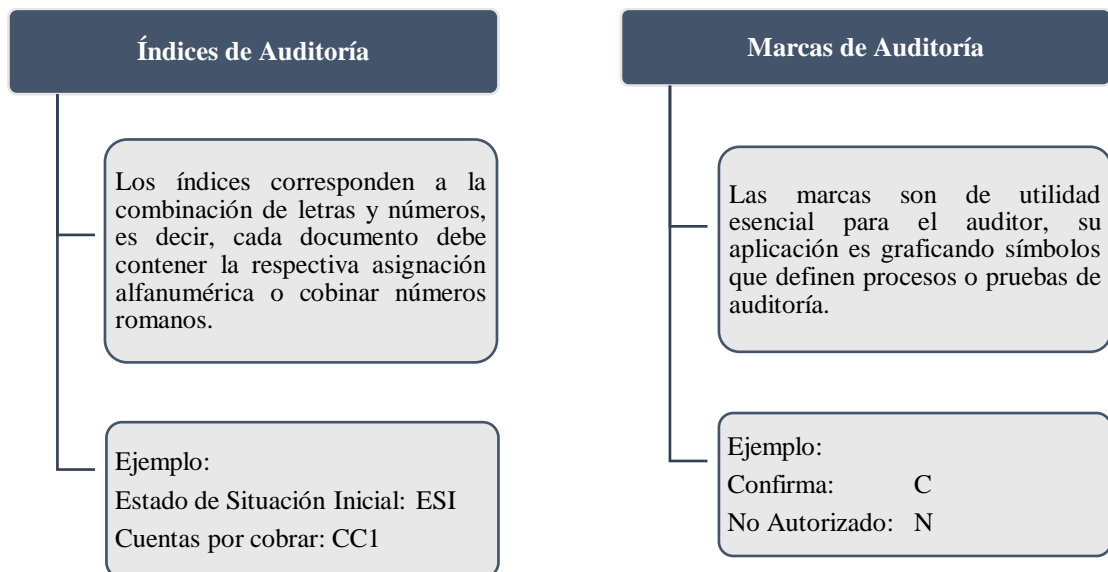 Índices de Auditoría
Los índices corresponden a la
combinación de letras y números,
es decir, cada documento debe
contener la respectiva asignación
alfanumérica o cobinar números
romanos.
Ejemplo:
Estado de Situación Inicial: ESI
Cuentas por cobrar: CC1
Marcas de Auditoría
Las marcas son de utilidad
esencial para el auditor, su
aplicación es graficando símbolos
que definen procesos o pruebas de
auditoría.
Ejemplo:
Confirma: C
No Autorizado: N